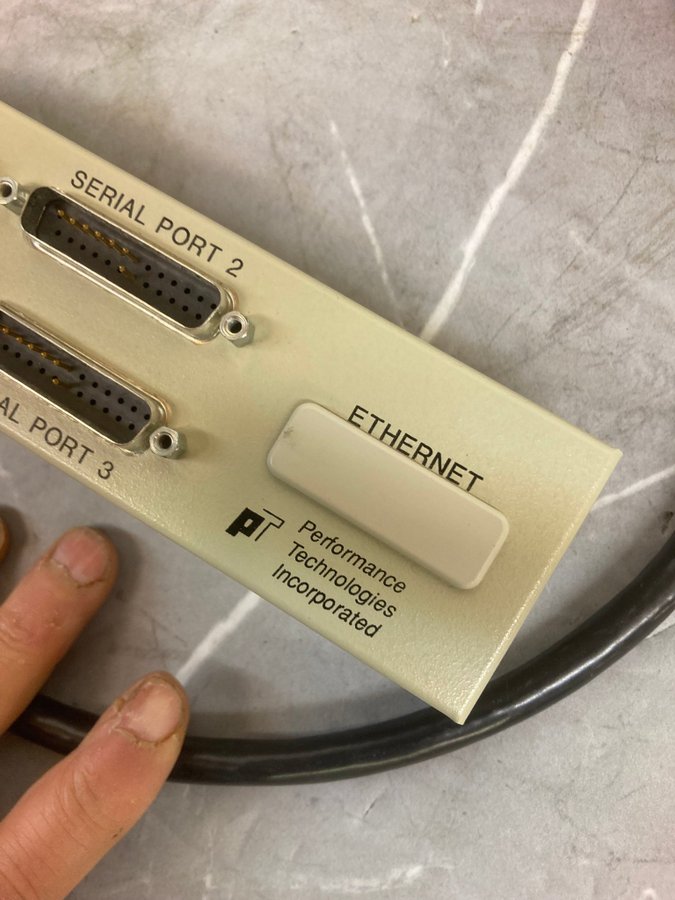 SERIAL PORT 2
AL PORT 3
ETHERNET
PT
Performance
Technologies
Incorporated